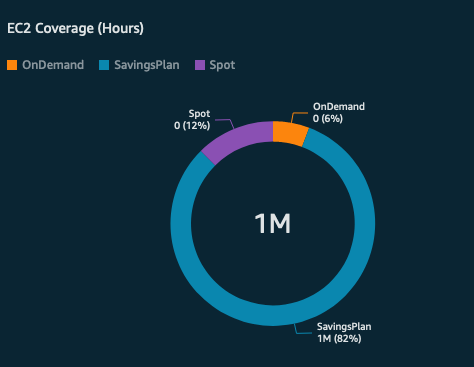 EC2 Coverage (Hours)
OnDemand SavingsPlan Spot
OnDemand
0 (6%)
Spot
0 (12%)
1M
SavingsPlan
1M (82%)